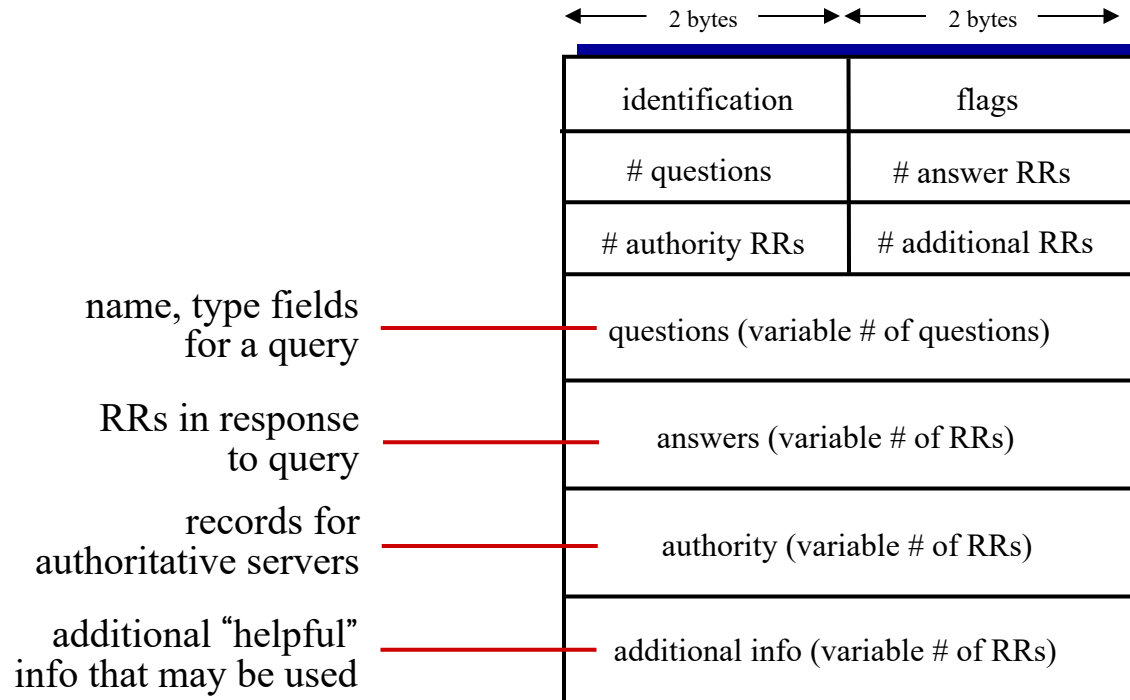 2 bytes
2 bytes
identification
flags
# questions
# answer RRs
# authority RRs
# additional RRs
name, type fields
for a query
questions (variable # of questions)
RRs in response
to query
answers (variable # of RRs)
records for
authoritative servers
authority (variable # of RRs)
additional “helpful”
info that may be used
additional info (variable # of RRs)